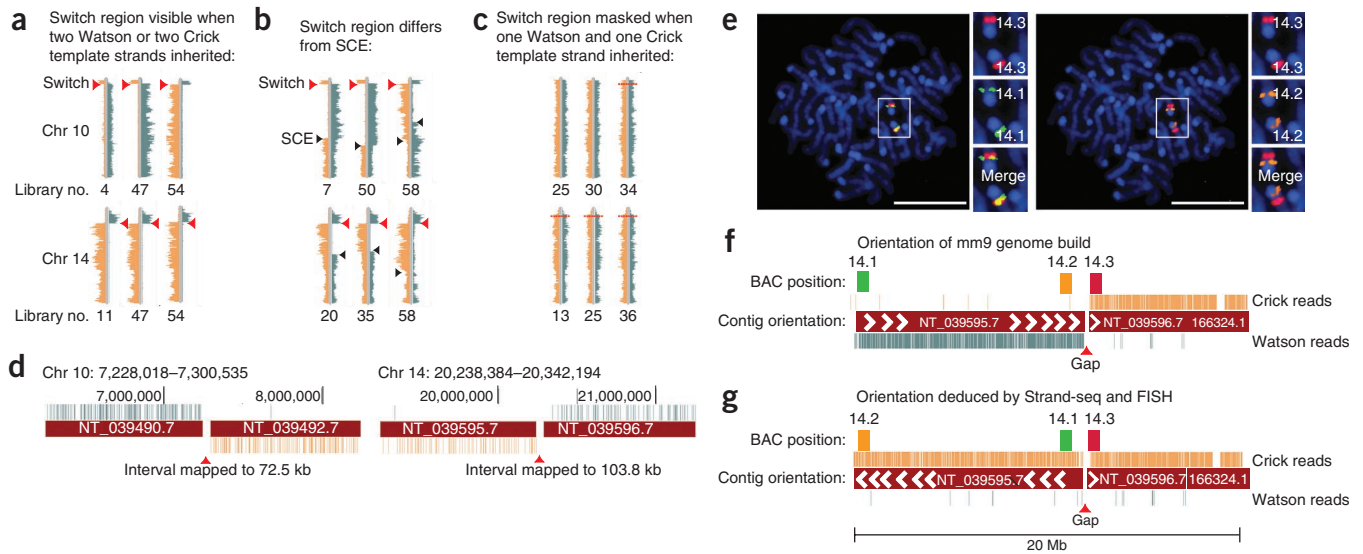 a
Switch region visible when
two Watson or two Crick
template strands inherited:
Switch
Chr 10
Library no. 4 47 54
Chr 14
Library no. 11 47 54
b
Switch region differs
from SCE:
Switch
SCE
7 50 58
20 35 58
c
Switch region masked when
one Watson and one Crick
template strand inherited:
25 30 34
13 25 36
d
Chr 10: 7,228,018–7,300,535
7,000,000 8,000,000
NT_039490.7 NT_039492.7
Interval mapped to 72.5 kb
Chr 14: 20,238,384–20,342,194
20,000,000 21,000,000
NT_039595.7 NT_039596.7
Interval mapped to 103.8 kb
e
14.3
14.3
14.1
14.1
Merge
14.3
14.3
14.2
14.2
Merge
f
Orientation of mm9 genome build
14.1 14.2 14.3
BAC position:
Crick reads
Contig orientation: NT_039595.7 NT_039596.7 166324.1
Watson reads
Gap
g
Orientation deduced by Strand-seq and FISH
14.2 14.1 14.3
BAC position:
Crick reads
Contig orientation: NT_039595.7 NT_039596.7 166324.1
Watson reads
Gap
20 Mb